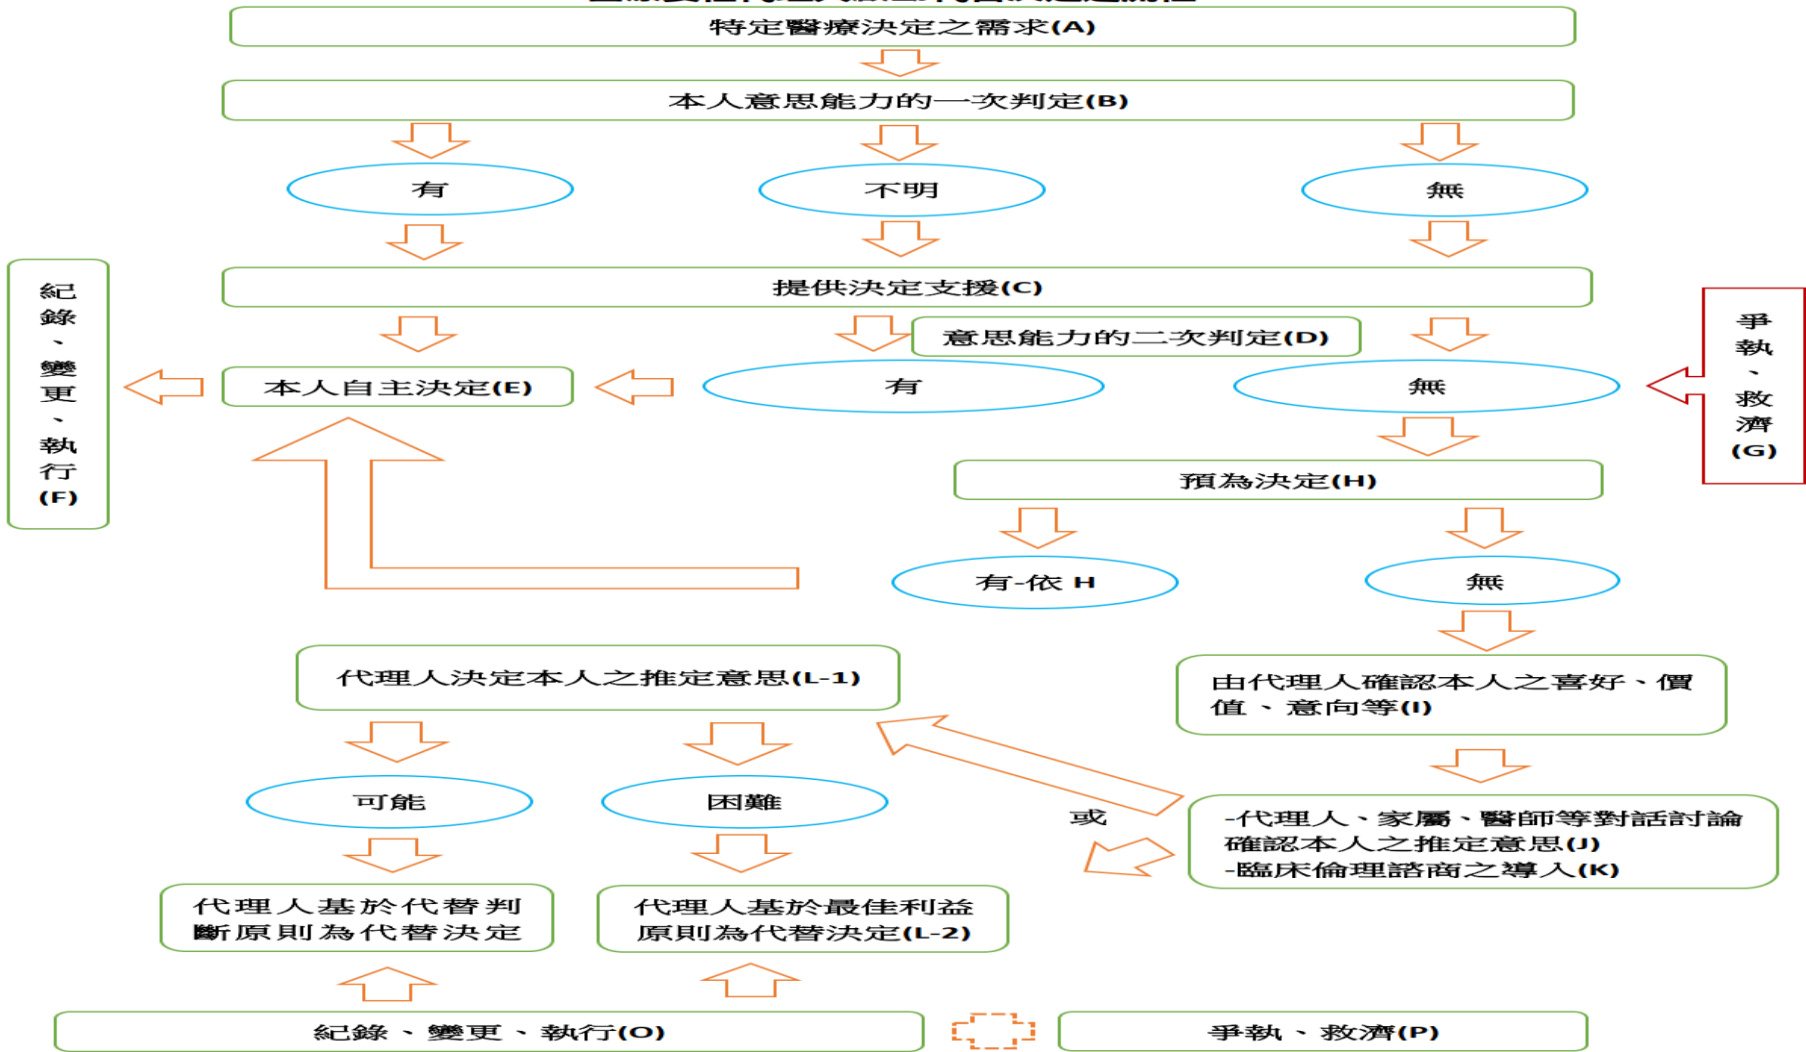 特定醫療決定之需求(A)
本人意思能力的一次判定(B)
有
不明
無
提供決定支援(C)
意思能力的二次判定(D)
本人自主決定(E)
有
無
紀
錄
、
變
更
、
執
行
(F)
爭
執
、
救
濟
(G)
預為決定(H)
有-依 H
無
代理人決定本人之推定意思(L-1)
由代理人確認本人之喜好、價
值、意向等(I)
可能
困難
或
-代理人、家屬、醫師等對話討論
確認本人之推定意思(J)
-臨床倫理諮商之導入(K)
代理人基於代替判
斷原則為代替決定
代理人基於最佳利益
原則為代替決定(L-2)
紀錄、變更、執行(O)
爭執、救濟(P)